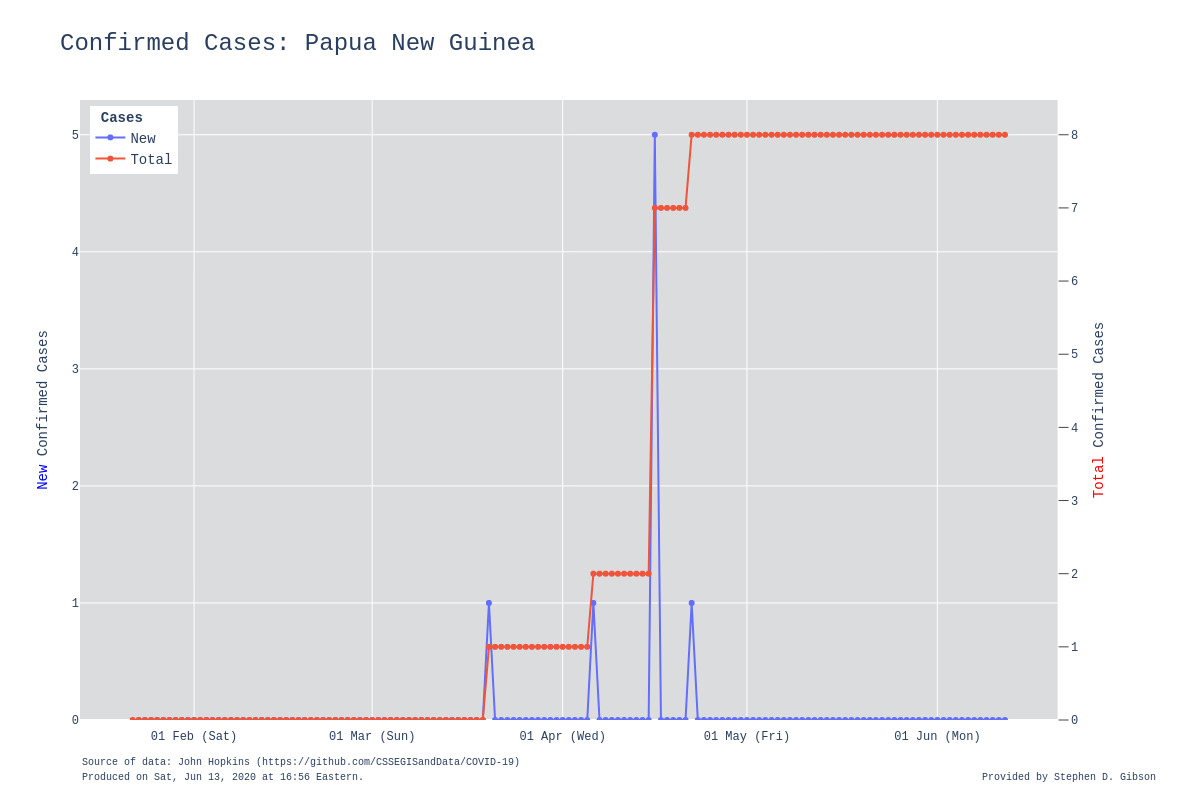 Confirmed Cases: Papua New Guinea
Cases
New
Total
5
4
3
2
1
0
8
7
6
5
4
3
2
1
0
New Confirmed Cases
Total Confirmed Cases
01 Feb (Sat)
01 Mar (Sun)
01 Apr (Wed)
01 May (Fri)
01 Jun (Mon)
Source of data: John Hopkins (https://github.com/CSSEGISandData/COVID-19)
Produced on Sat, Jun 13, 2020 at 16:56 Eastern.
Provided by Stephen D. Gibson